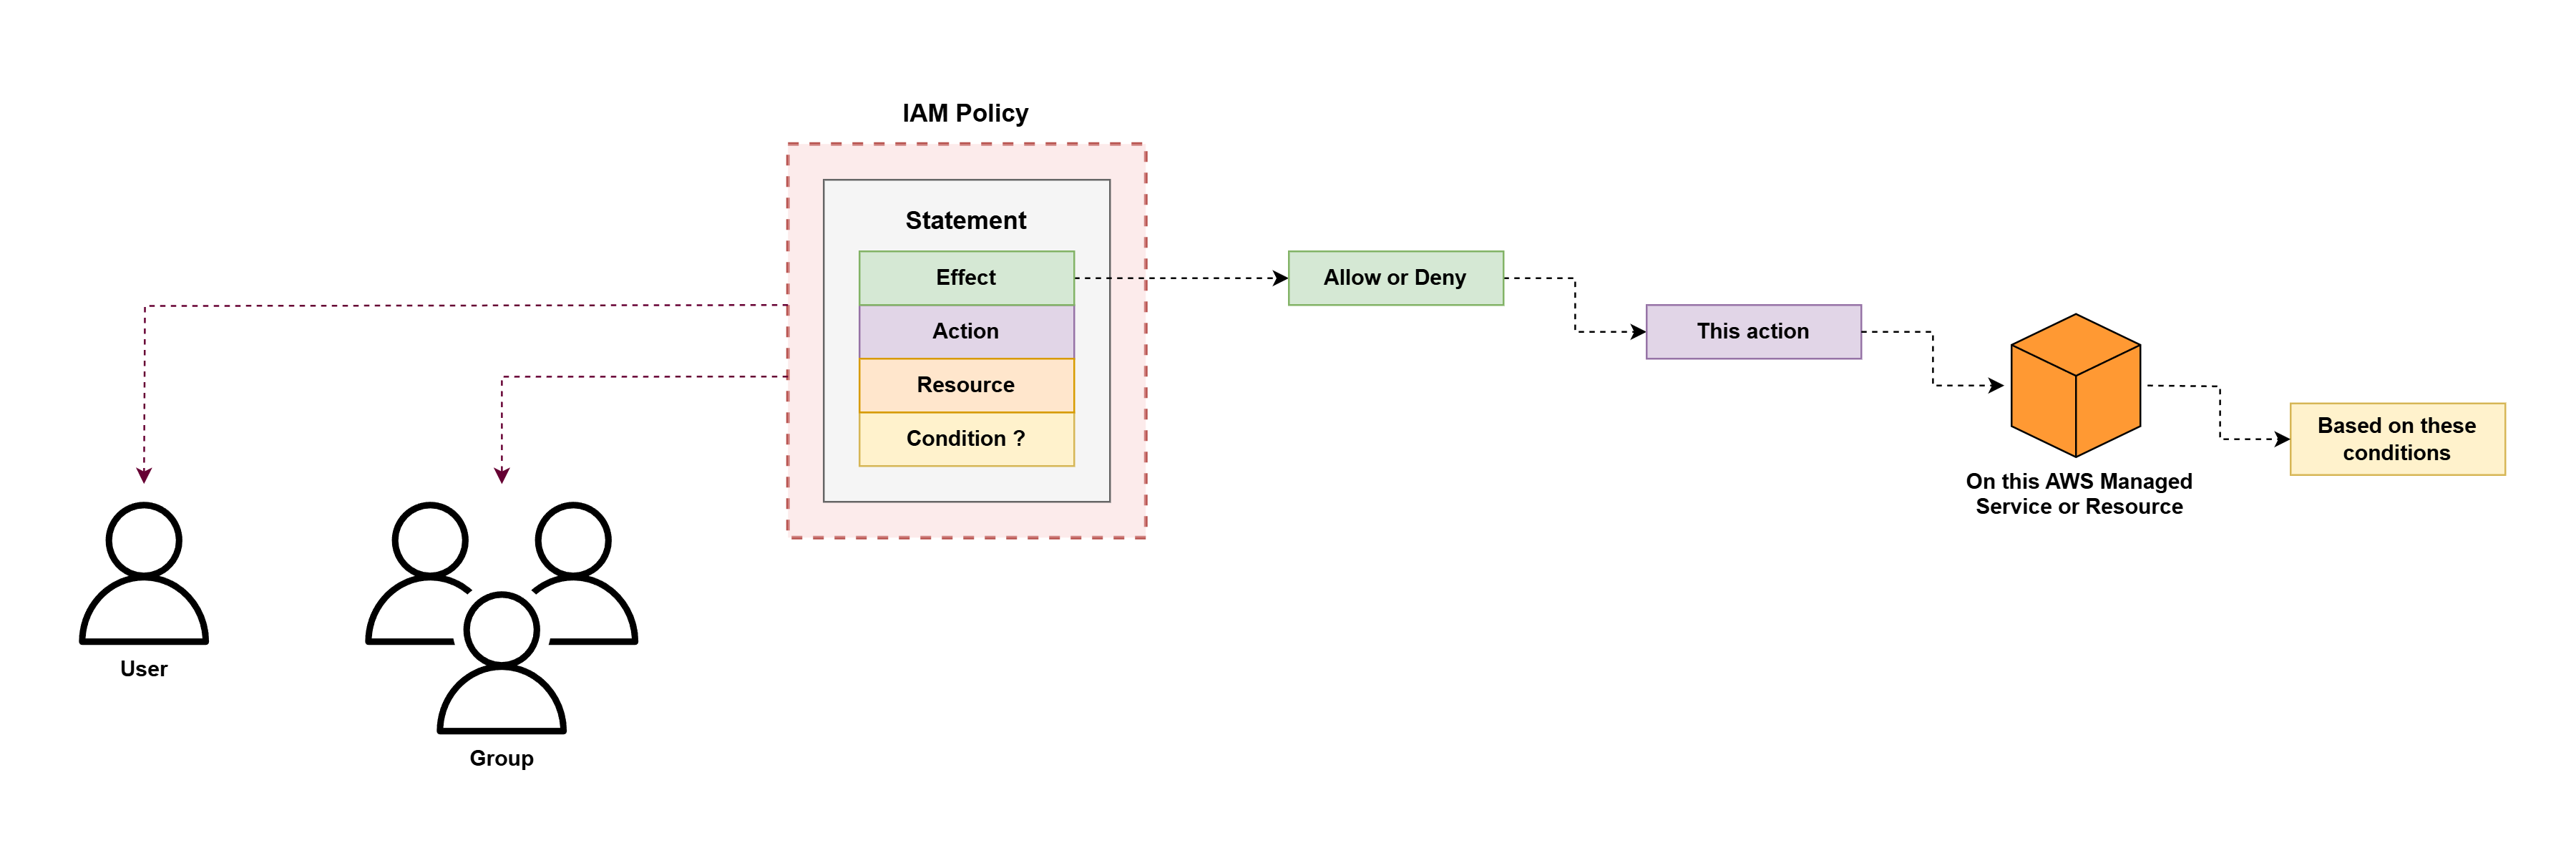 IAM Policy
Statement
Effect
Action
Resource
Condition ?
Allow or Deny
This action
On this AWS Managed
Service or Resource
Based on these
conditions
User
Group